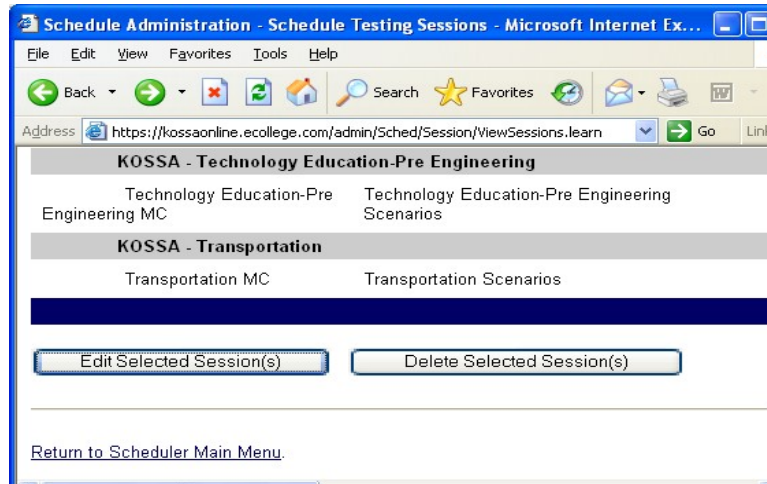 Schedule Administration - Schedule Testing Sessions - Microsoft Internet Ex...
File Edit View Favorites Tools Help
Back Search Favorites
Address https://kossaonline.ecollege.com/admin/Sched/Session/ViewSessions.learn Go Lin
KOSSA - Technology Education-Pre Engineering
Technology Education-Pre Technology Education-Pre Engineering
Engineering MC Scenarios
KOSSA - Transportation
Transportation MC Transportation Scenarios
Edit Selected Session(s) Delete Selected Session(s)
Return to Scheduler Main Menu.